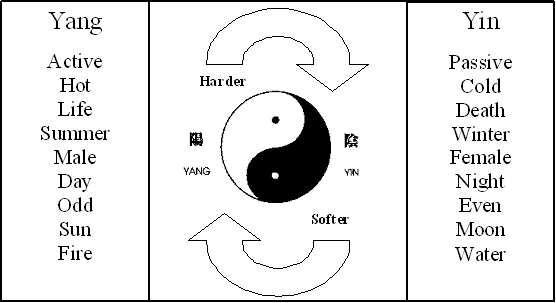 Yang
Active
Hot
Life
Summer
Male
Day
Odd
Sun
Fire
Harder
陽
YANG
陰
YIN
Softer
Yin
Passive
Cold
Death
Winter
Female
Night
Even
Moon
Water